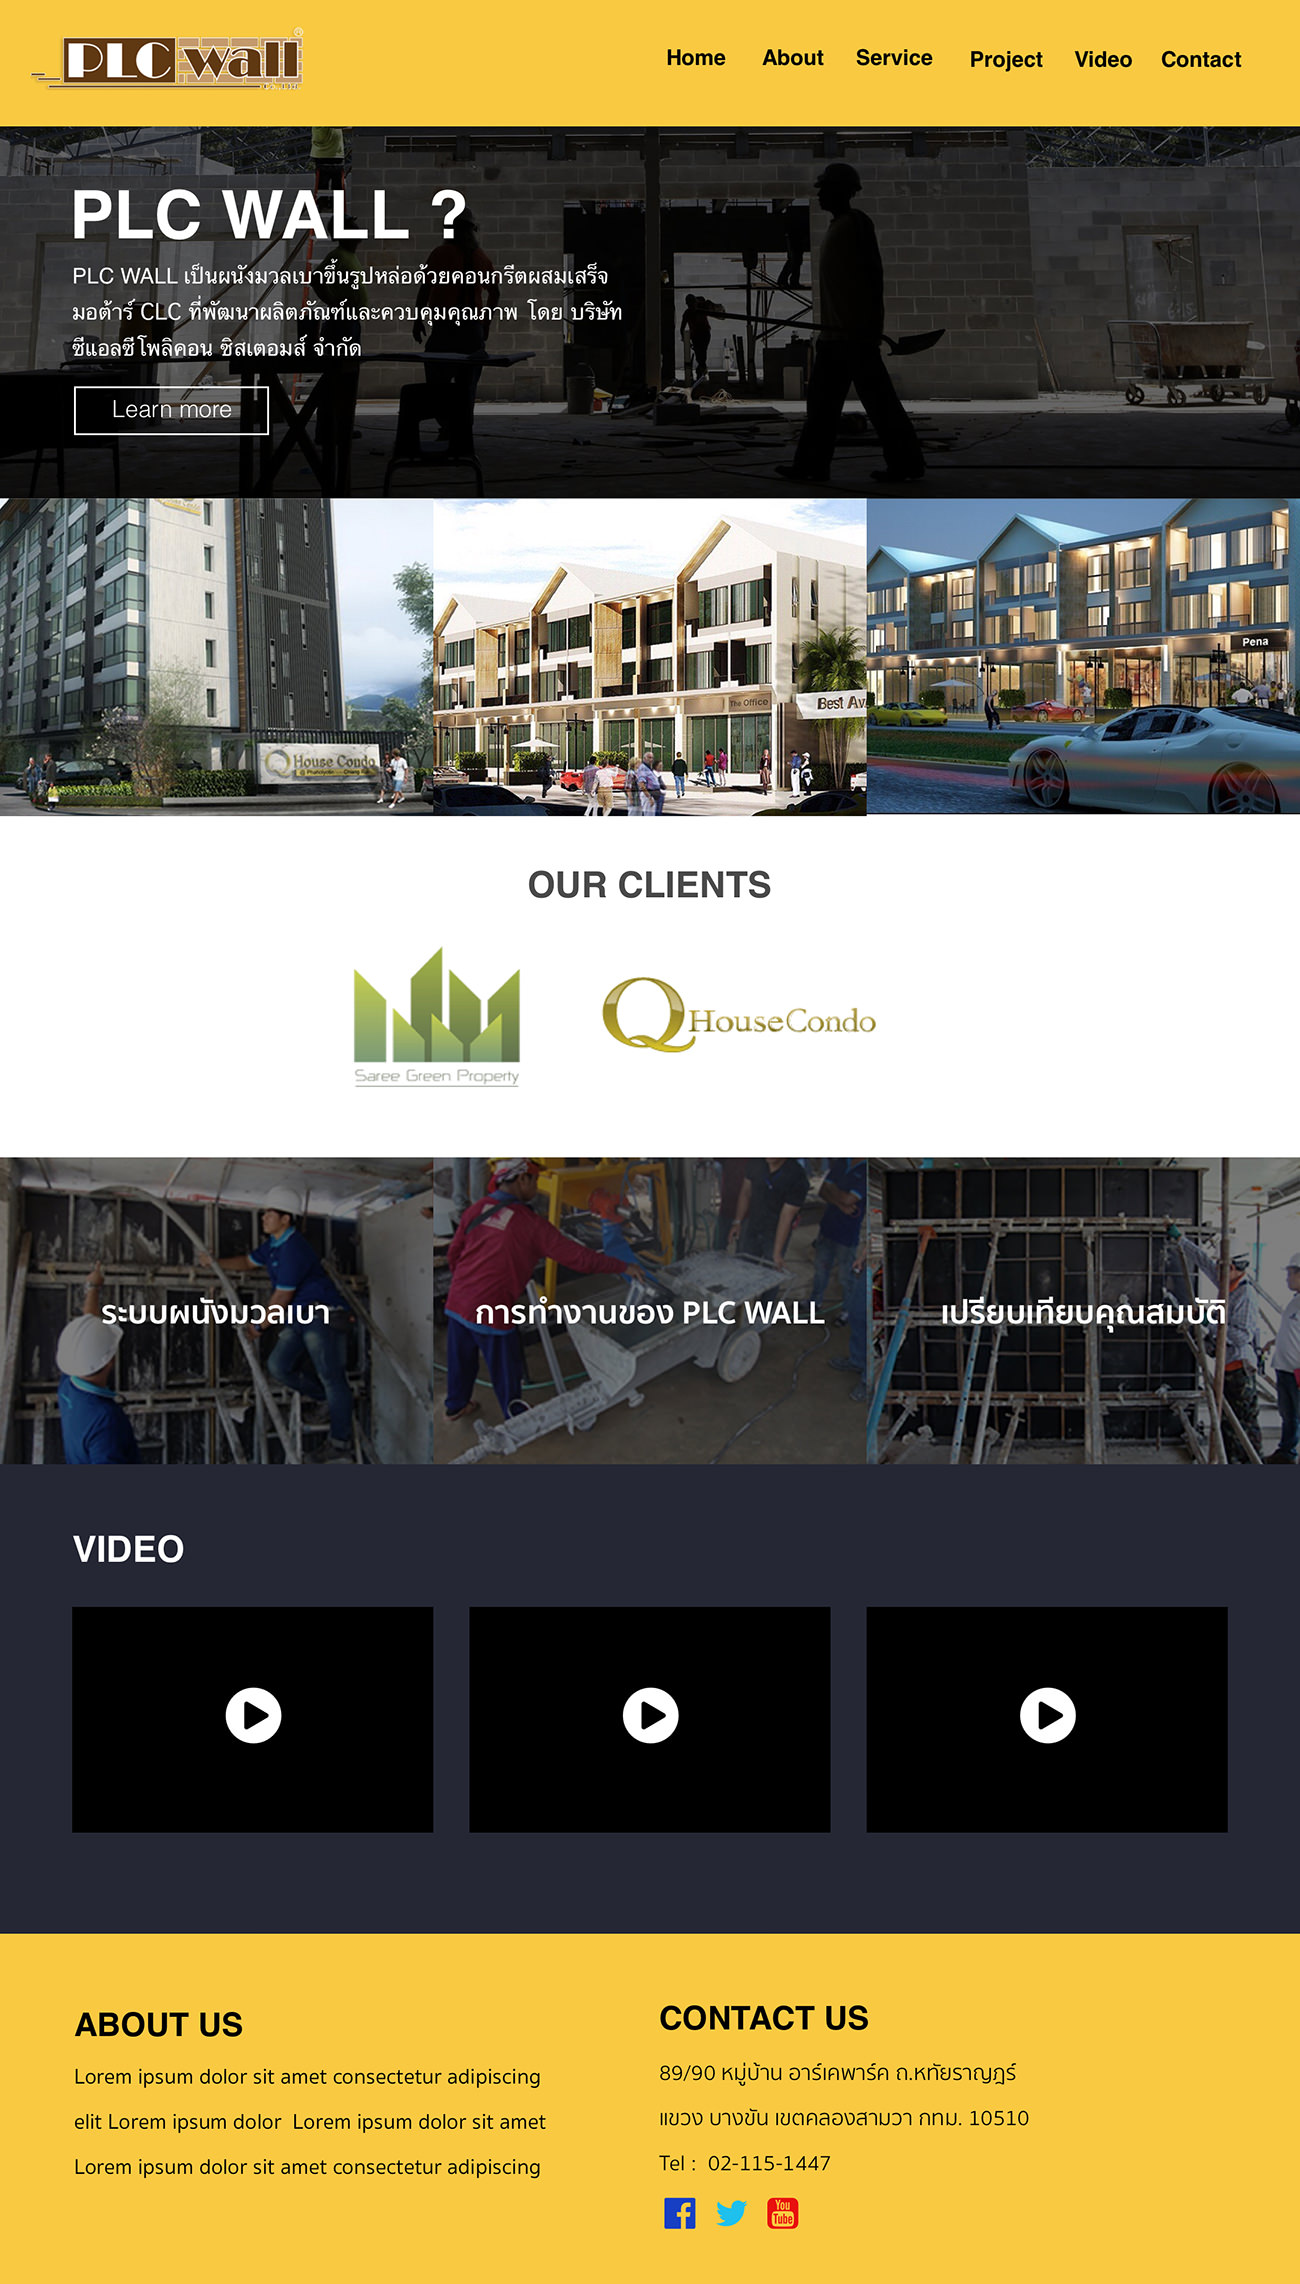 PLC wall
Home About Service Project Video Contact
PLC WALL ?
PLC WALL เป็นผนังมวลเบาขึ้นรูปหล่อด้วยคอนกรีตผสมเสร็จ
มอต้าร์ CLC ที่พัฒนาผลิตภัณฑ์และควบคุมคุณภาพ โดย บริษัท
ซีแอลซีโพลิคอน ซิสเตอมส์ จำกัด
Learn more
Q House Condo
The Office
Best Av
Pena
OUR CLIENTS
Saree Green Property
Q House Condo
ระบบผนังมวลเบา
การทำงานของ PLC WALL
เปรียบเทียบคุณสมบัติ
VIDEO
ABOUT US
Lorem ipsum dolor sit amet consectetur adipiscing
elit Lorem ipsum dolor Lorem ipsum dolor sit amet
Lorem ipsum dolor sit amet consectetur adipiscing
CONTACT US
89/90 หมู่บ้าน อาร์เคพาร์ค ถ.หทัยราญฎร์
แขวง บางขัน เขตคลองสามวา กทม. 10510
Tel : 02-115-1447
You
Tube